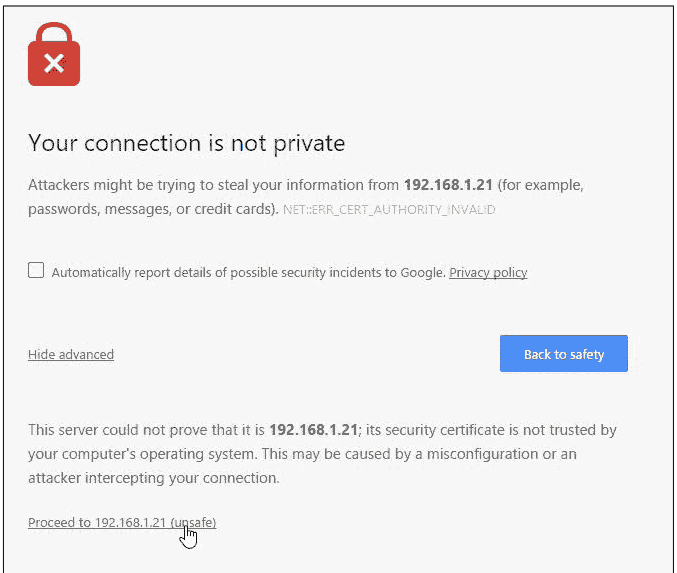 Your connection is not private
Attackers might be trying to steal your information from 192.168.1.21 (for example,
passwords, messages, or credit cards). NET::ERR_CERT_AUTHORITY_INVALID
Automatically report details of possible security incidents to Google. Privacy policy
Hide advanced
Back to safety
This server could not prove that it is 192.168.1.21; its security certificate is not trusted by
your computer's operating system. This may be caused by a misconfiguration or an
attacker intercepting your connection.
Proceed to 192.168.1.21 (unsafe)